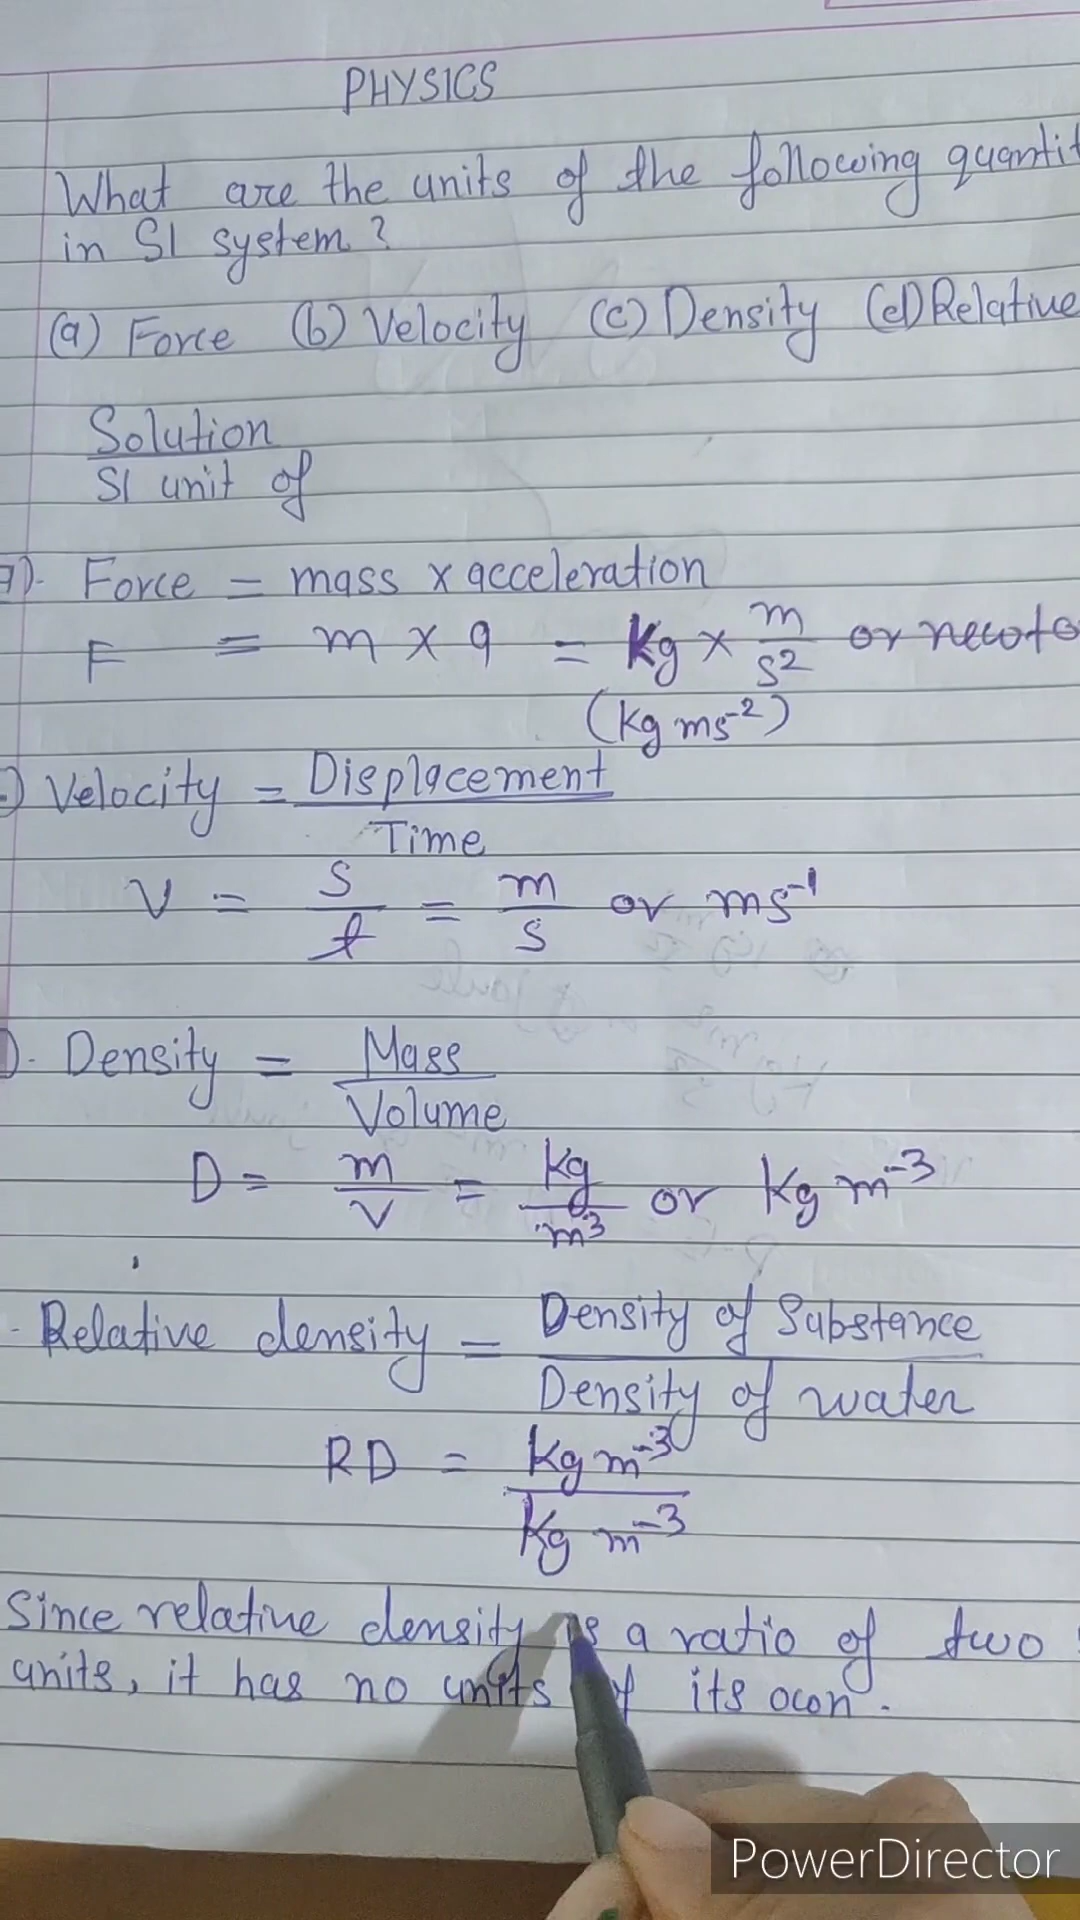 PHYSICS
What are the units of the following quantit
in SI system?
(a) Force (b) Velocity (c) Density (d) Relative
Solution
SI unit of
Force = mass x acceleration
F = m x a = kg x m/s² or newto
(kg ms⁻²)
Velocity = Displacement
Time
V = s/t = m/s or ms⁻¹
Density = Mass
Volume
D = m/V = kg/m³ or kg m⁻³
Relative density = Density of Substance
Density of water
RD = kg m⁻³
kg m⁻³
Since relative density is a ratio of two
units, it has no units of its own.
PowerDirector